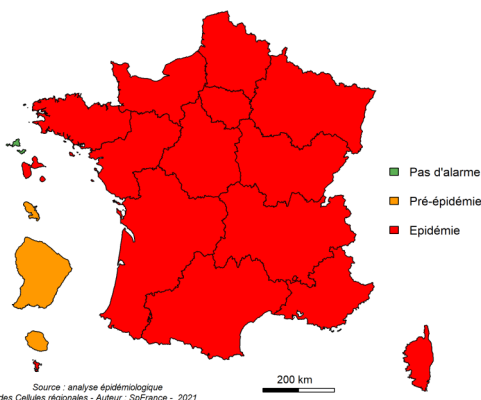 Pas d'alarme
Pré-épidémie
Epidémie
200 km
Source : analyse épidémiologique
des Cellules régionales - Auteur : SpFrance - 2021